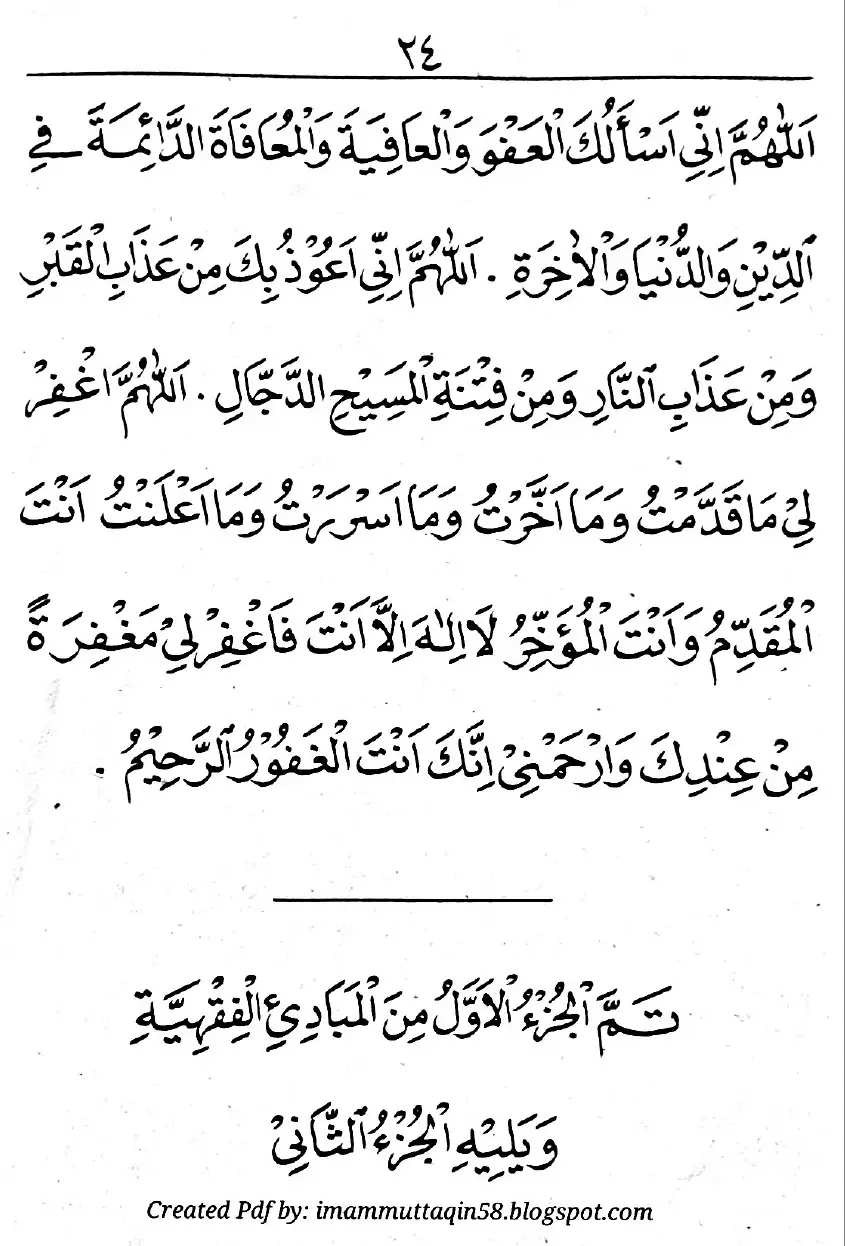 ٢٤
اَللّٰهُمَّ اِنِّي اَسْأَلُكَ الْعَفْوَ وَالْعَافِيَةَ وَالْمُعَافَاةَ الدَّائِمَةَ فِي
الدِّيْنِ وَالدُّنْيَا وَالْاٰخِرَةِ . اَللّٰهُمَّ اِنِّي اَعُوْذُ بِكَ مِنْ عَذَابِ الْقَبْرِ
وَمِنْ عَذَابِ النَّارِ وَمِنْ فِتْنَةِ الْمَسِيْحِ الدَّجَّالِ . اَللّٰهُمَّ اغْفِرْ
لِيْ مَا قَدَّمْتُ وَمَا اَخَّرْتُ وَمَا اَسْرَرْتُ وَمَا اَعْلَنْتُ اَنْتَ
الْمُقَدِّمُ وَاَنْتَ الْمُؤَخِّرُ لَا اِلٰهَ اِلَّا اَنْتَ فَاغْفِرْ لِيْ مَغْفِرَةً
مِنْ عِنْدِكَ وَارْحَمْنِيْ اِنَّكَ اَنْتَ الْغَفُوْرُ الرَّحِيْمُ .
تَمَّ الْجُزْءُ الْاَوَّلُ مِنَ الْمَبَادِئِ الْفِقْهِيَّةِ
وَيَلِيْهِ الْجُزْءُ الثَّانِيْ
Created Pdf by: imammuttaqin58.blogspot.com